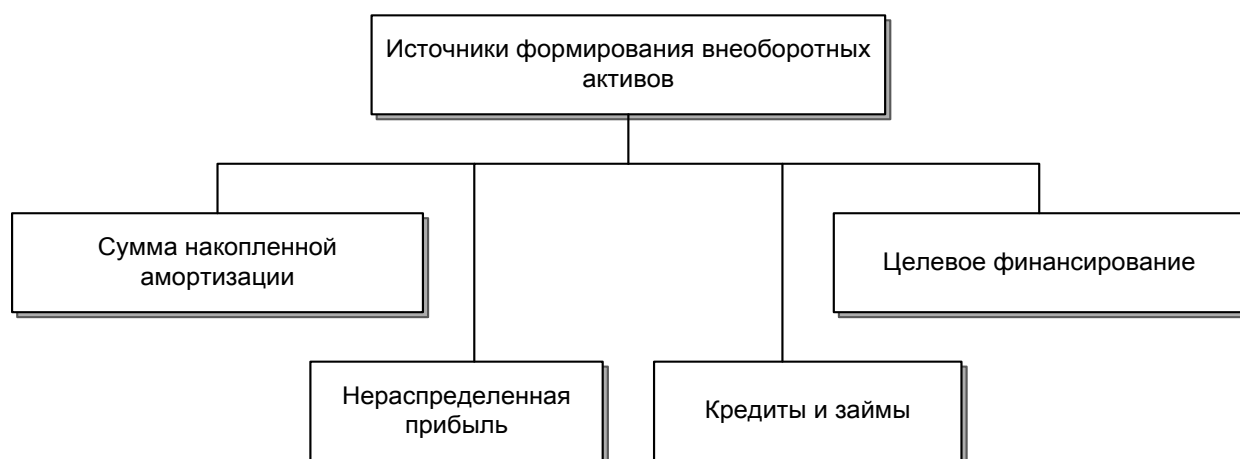 Источники формирования внеоборотных
активов
Сумма накопленной
амортизации
Целевое финансирование
Нераспределенная
прибыль
Кредиты и займы